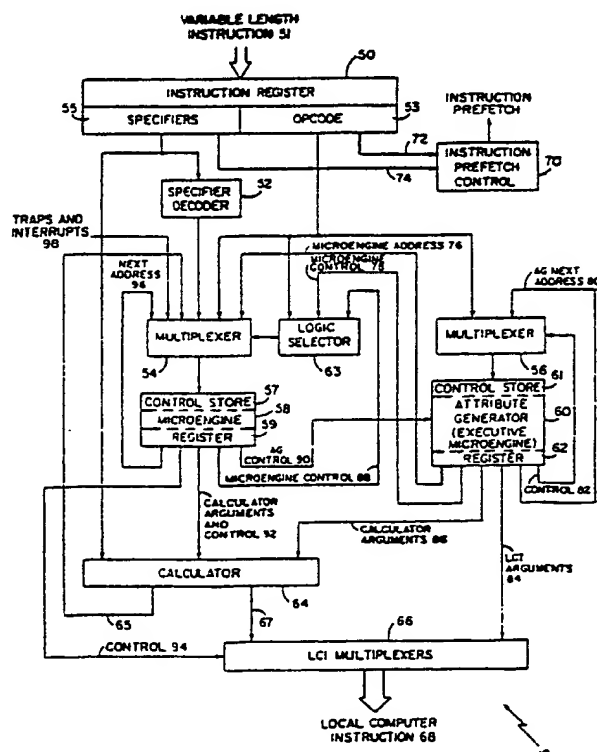 VARIABLE LENGTH
INSTRUCTION 51
50
INSTRUCTION REGISTER
55
SPECIFIERS
OPCODE
53
INSTRUCTION
PREFETCH
72
74
INSTRUCTION
PREFETCH
CONTROL
70
SPECIFIER
DECODER
52
TRAPS AND
INTERRUPTS
98
NEXT
ADDRESS
96
MICROENGINE ADDRESS 76
MICROENGINE
CONTROL 75
AG NEXT
ADDRESS 80
MULTIPLEXER
54
LOGIC
SELECTOR
63
MULTIPLEXER
56
57
CONTROL STORE
58
MICROENGINE
59
REGISTER
61
CONTROL STORE
ATTRIBUTE
GENERATOR
(EXECUTIVE
MICROENGINE)
60
REGISTER
62
AG
CONTROL 90
MICROENGINE CONTROL 88
CONTROL 82
CALCULATOR
ARGUMENTS
AND
CONTROL 92
CALCULATOR
ARGUMENTS 86
LCI
ARGUMENTS
84
CALCULATOR
64
65
67
66
CONTROL 94
LCI MULTIPLEXERS
LOCAL COMPUTER
INSTRUCTION 68